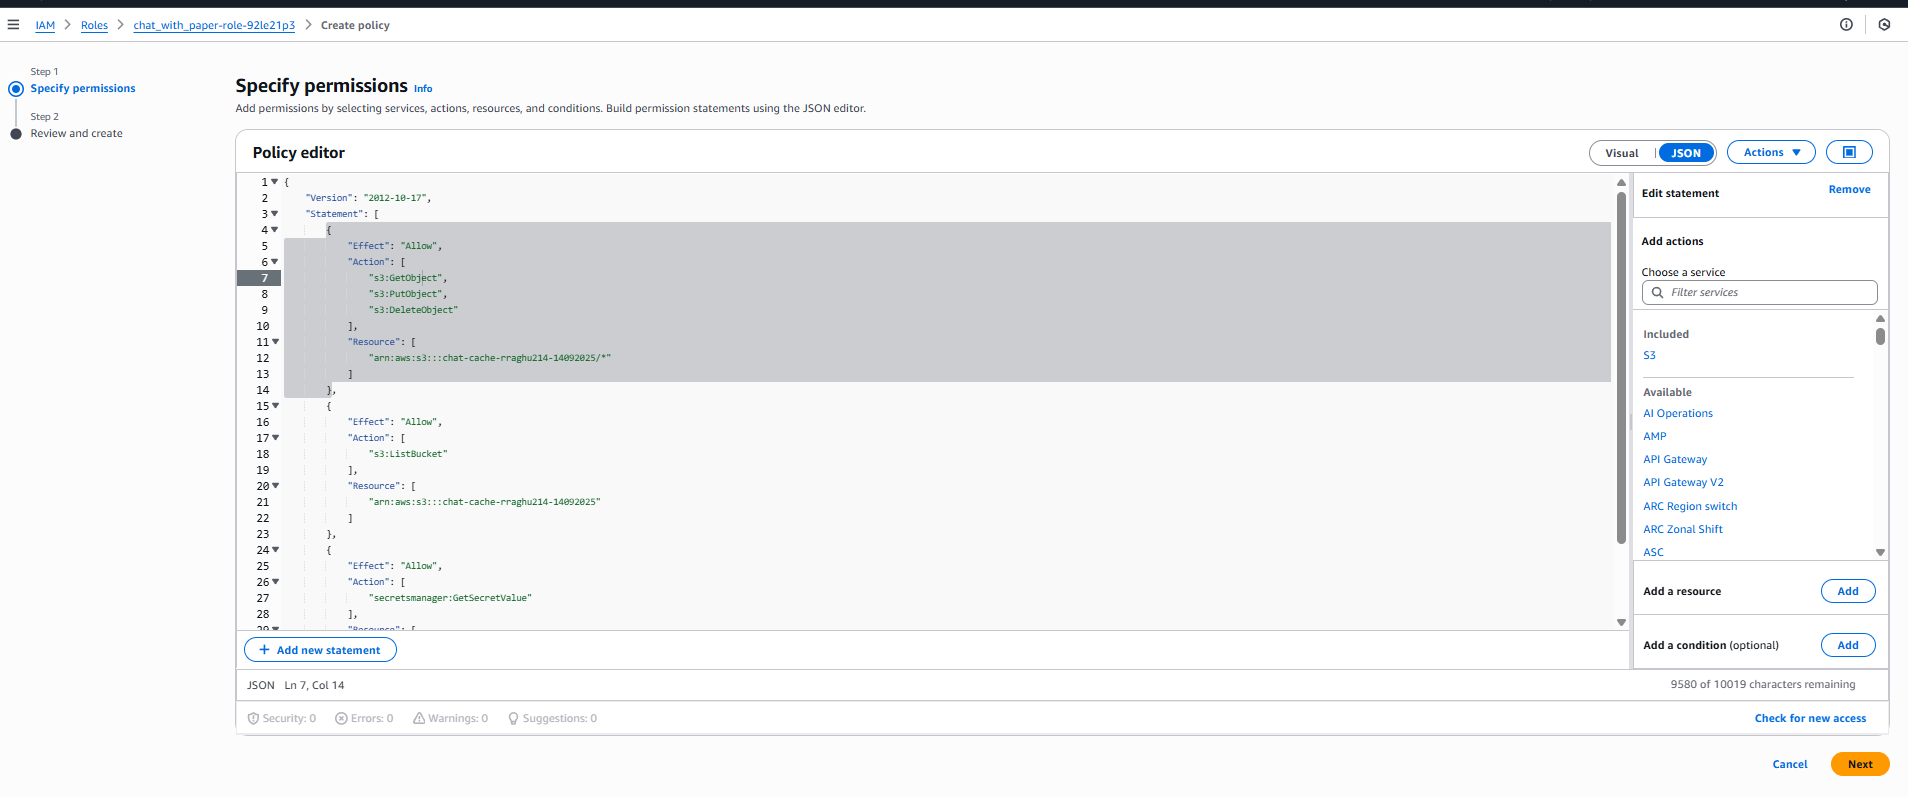 IAM > Roles > chat_with_paper-role-92le21p3 > Create policy
Step 1
Specify permissions
Step 2
Review and create
Specify permissions Info
Add permissions by selecting services, actions, resources, and conditions. Build permission statements using the JSON editor.
Policy editor
Visual | JSON
Actions
1 {
2 "Version": "2012-10-17",
3 "Statement": [
4 {
5 "Effect": "Allow",
6 "Action": [
7 "s3:GetObject",
8 "s3:PutObject",
9 "s3:DeleteObject"
10 ],
11 "Resource": [
12 "arn:aws:s3:::chat-cache-rraghu214-14092025/*"
13 ]
14 },
15 {
16 "Effect": "Allow",
17 "Action": [
18 "s3:ListBucket"
19 ],
20 "Resource": [
21 "arn:aws:s3:::chat-cache-rraghu214-14092025"
22 ]
23 },
24 {
25 "Effect": "Allow",
26 "Action": [
27 "secretsmanager:GetSecretValue"
28 ],
29 "Resource": [
+ Add new statement
JSON Ln 7, Col 14
Security: 0 Errors: 0 Warnings: 0 Suggestions: 0
Edit statement Remove
Add actions
Choose a service
Filter services
Included
S3
Available
AI Operations
AMP
API Gateway
API Gateway V2
ARC Region switch
ARC Zonal Shift
ASC
Add a resource Add
Add a condition (optional) Add
9580 of 10019 characters remaining
Check for new access
Cancel Next